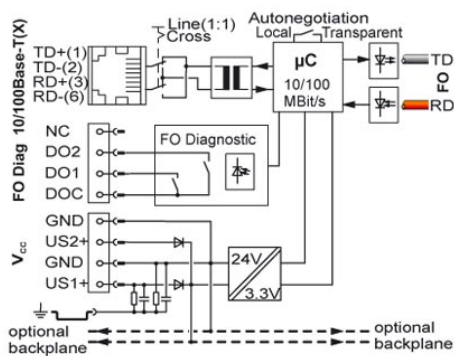 Line(1:1)
Cross
Autonegotiation
Local
Transparent
10/100Base-T(X)
TD+(1)
TD-(2)
RD+(3)
RD-(6)
µC
10/100
MBit/s
TD
FO
RD
FO Diag
NC
DO2
DO1
DOC
FO Diagnostic
Vcc
GND
US2+
GND
US1+
24V
3.3V
optional
backplane
optional
backplane